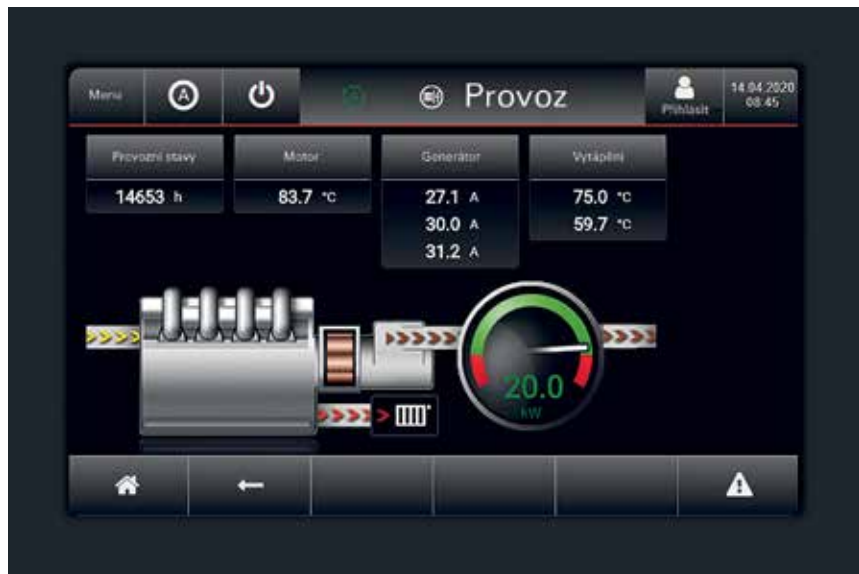 Menu
A
Provoz
Přihlásit
14.04.2020
08:45
Provozní stavy
Motor
Generátor
Vytápění
14653 h
83.7 °C
27.1 A
75.0 °C
30.0 A
59.7 °C
31.2 A
20.0
kW